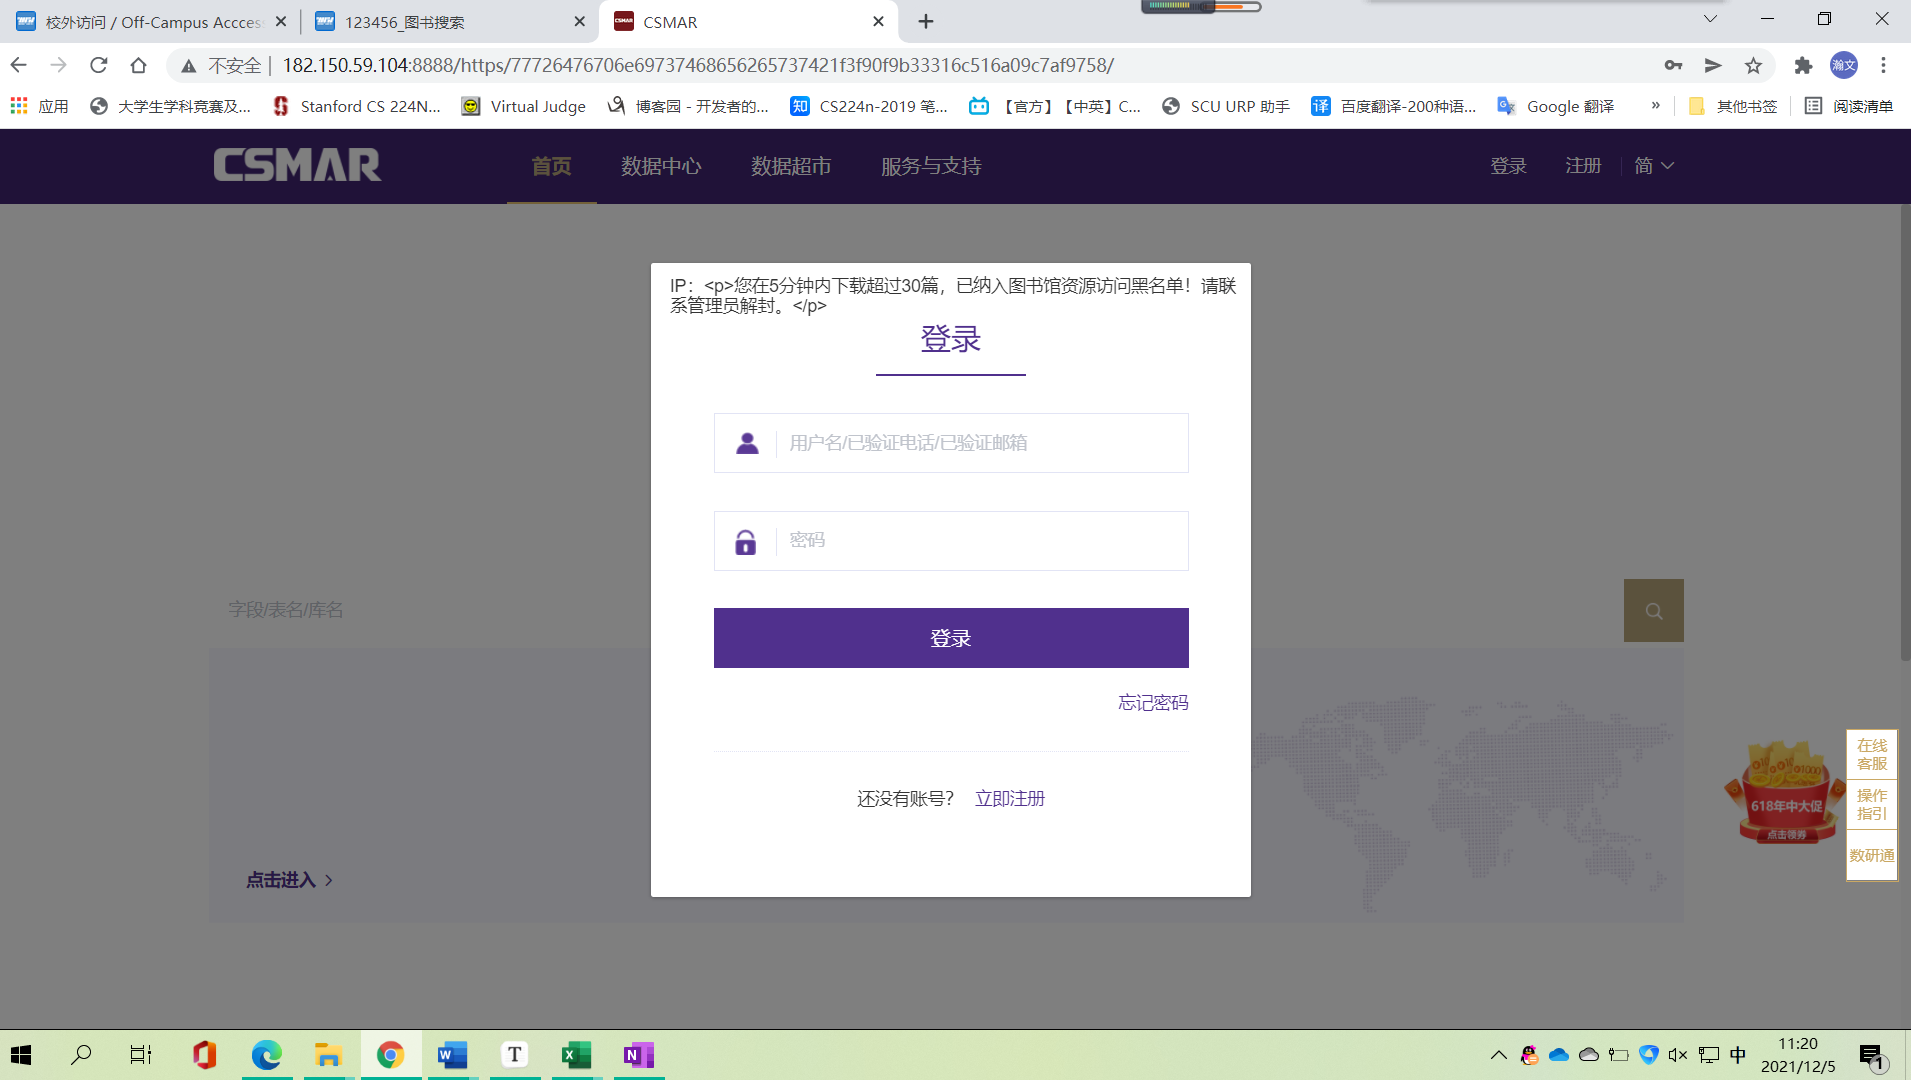 校外访问 / Off-Campus Acccess
123456_图书搜索
CSMAR
不安全 | 182.150.59.104:8888/https/77726476706e69737468656265737421f3f90f9b33316c516a09c7af9758/
瀚文
应用
大学生学科竞赛及...
Stanford CS 224N...
Virtual Judge
博客园 - 开发者的...
知 CS224n-2019 笔...
【官方】【中英】C...
SCU URP 助手
译 百度翻译-200种语...
Google 翻译
»
其他书签
阅读清单
CSMAR
首页
数据中心
数据超市
服务与支持
登录
注册
简
IP：<p>您在5分钟内下载超过30篇，已纳入图书馆资源访问黑名单！请联
系管理员解封。</p>
登录
用户名/已验证电话/已验证邮箱
密码
字段/表名/库名
登录
忘记密码
在线
客服
操作
指引
618年中大促
点击领券
数研通
还没有账号？ 立即注册
点击进入 >
中
11:20
2021/12/5
1